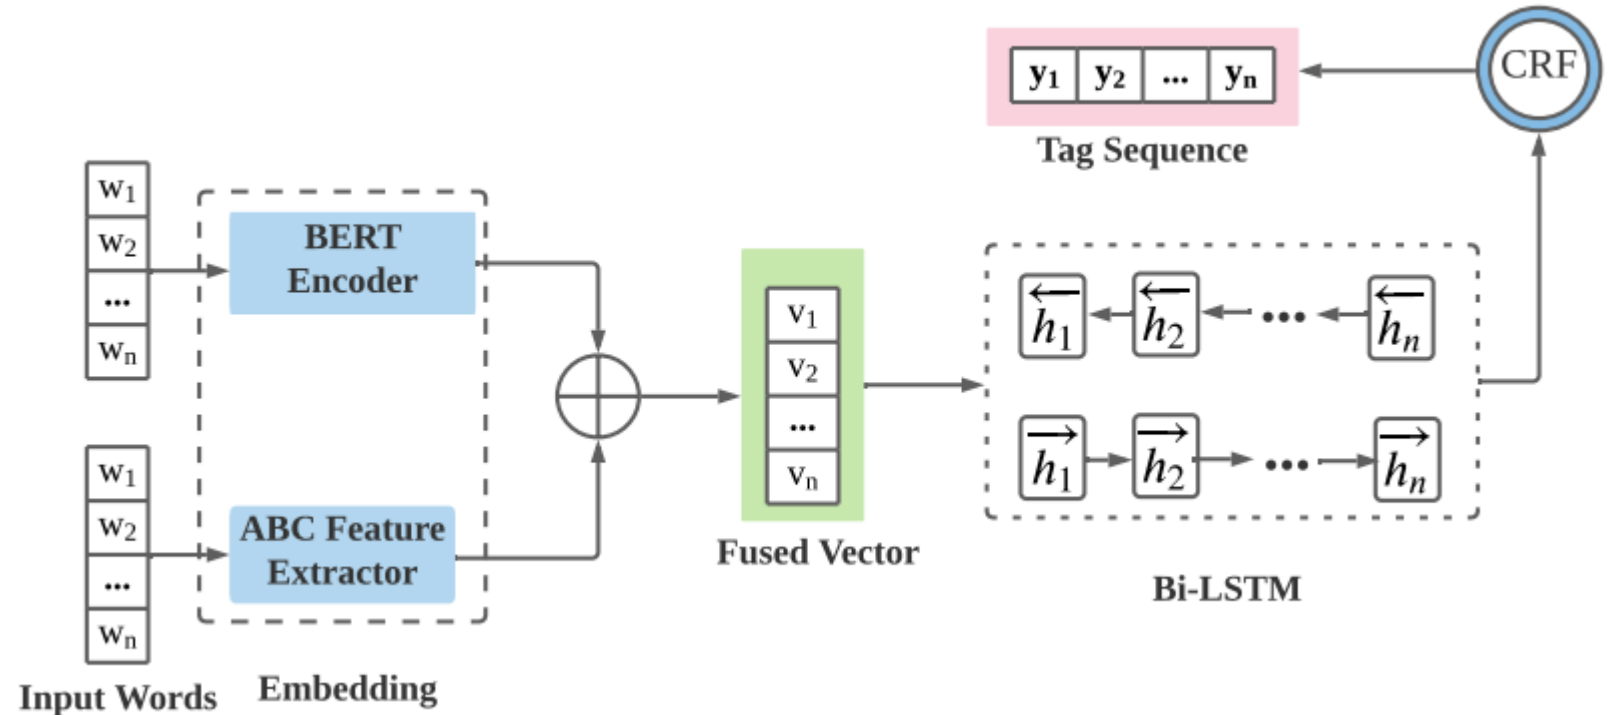 w1
w2
...
wn
w1
w2
...
wn
Input Words
BERT
Encoder
ABC Feature
Extractor
Embedding
v1
v2
...
vn
Fused Vector
h1 h2 ... hn
h1 h2 ... hn
Bi-LSTM
CRF
y1 y2 ... yn
Tag Sequence